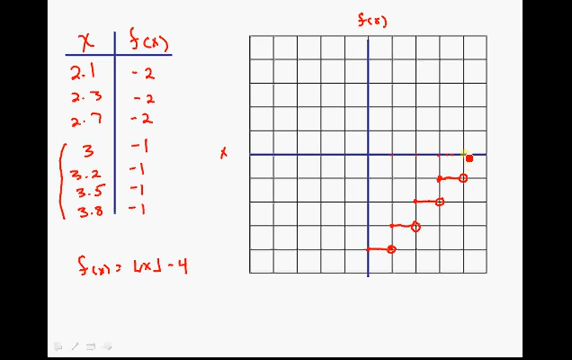 x f(x)
2.1 -2
2.3 -2
2.7 -2
3 -1
3.2 -1
3.5 -1
3.8 -1
f(x) = ⌊x⌋ - 4
f(x)
x